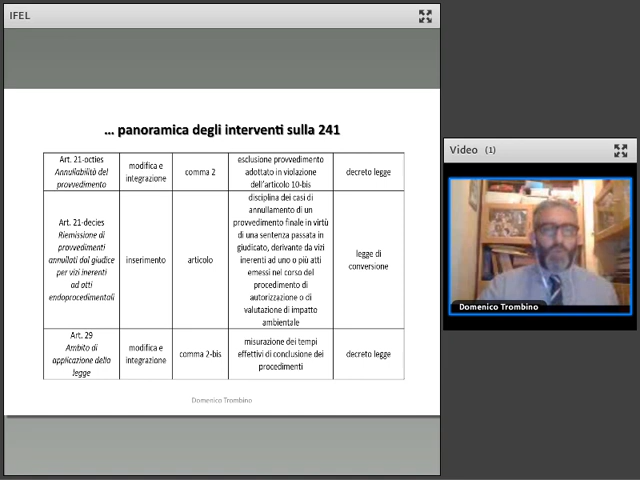 IFEL
... panoramica degli interventi sulla 241
Art. 21-octies
Annullabilità del
provvedimento
modifica e
integrazione
comma 2
esclusione provvedimento
adottato in violazione
dell'articolo 10-bis
decreto legge
Art. 21-decies
Riemissione di
provvedimenti
annullati dal giudice
per vizi inerenti
ad atti
endoprocedimentali
inserimento
articolo
disciplina dei casi di
annullamento di un
provvedimento finale in virtù
di una sentenza passata in
giudicato, derivante da vizi
inerenti ad uno o più atti
emessi nel corso del
procedimento di
autorizzazione o di
valutazione di impatto
ambientale
legge di
conversione
Art. 29
Ambito di
applicazione della
legge
modifica e
integrazione
comma 2-bis
misurazione dei tempi
effettivi di conclusione dei
procedimenti
decreto legge
Domenico Trombino
Video (1)
Domenico Trombino